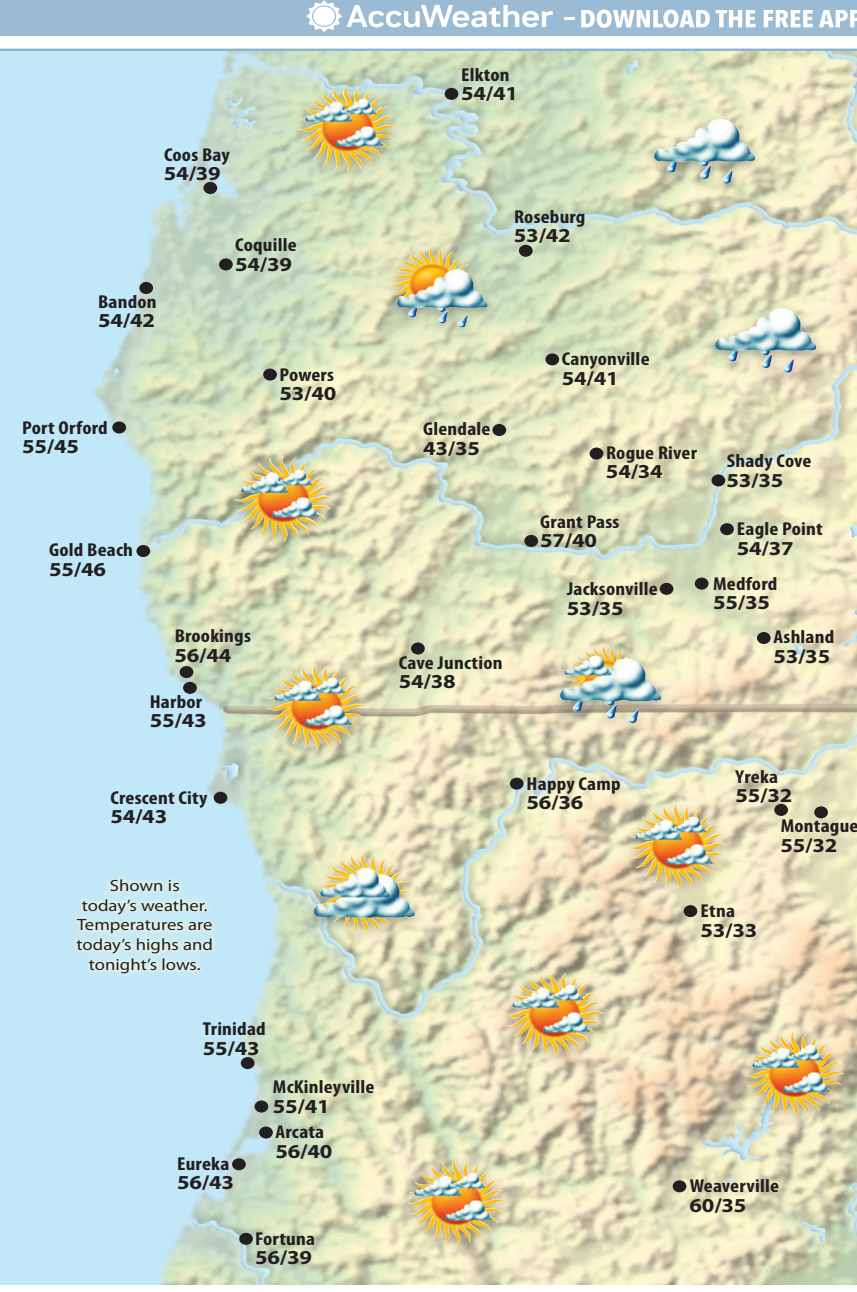 AccuWeather – DOWNLOAD THE FREE APP
Elkton
54/41
Coos Bay
54/39
Roseburg
53/42
Coquille
54/39
Bandon
54/42
Canyonville
54/41
Powers
53/40
Port Orford
55/45
Glendale
43/35
Rogue River
54/34
Shady Cove
53/35
Grant Pass
57/40
Eagle Point
54/37
Gold Beach
55/46
Jacksonville
53/35
Medford
55/35
Brookings
56/44
Ashland
53/35
Cave Junction
54/38
Harbor
55/43
Happy Camp
56/36
Yreka
55/32
Crescent City
54/43
Montague
55/32
Shown is
today's weather.
Temperatures are
today's highs and
tonight's lows.
Etna
53/33
Trinidad
55/43
McKinleyville
55/41
Arcata
56/40
Eureka
56/43
Weaverville
60/35
Fortuna
56/39